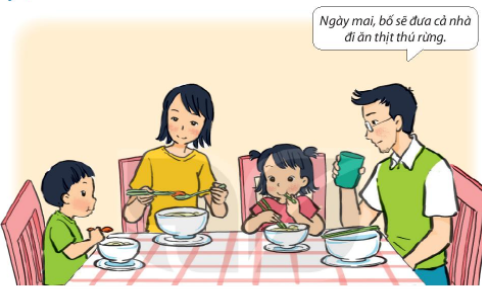 Ngày mai, bố sẽ đưa cả nhà
đi ăn thịt thú rừng.